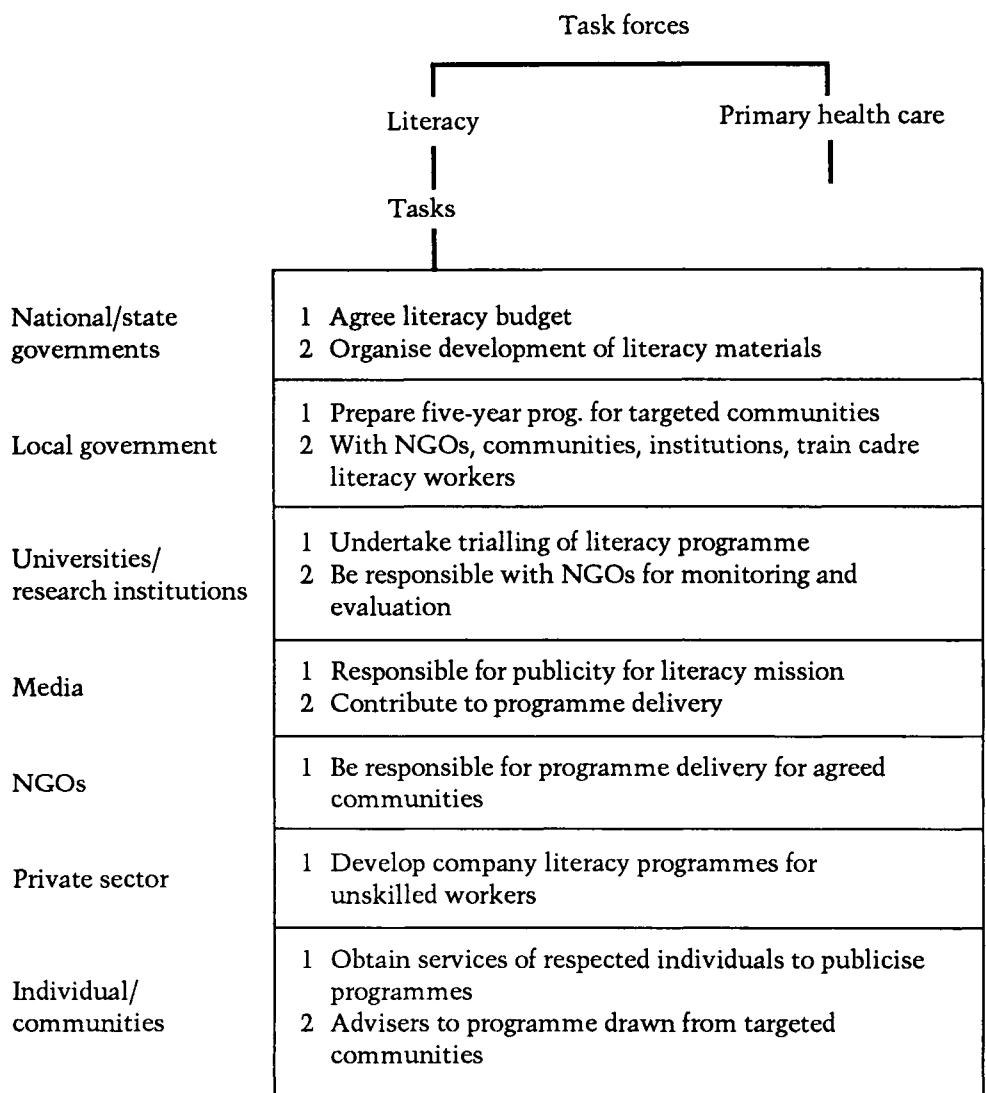 Task forces
Literacy
Primary health care
Tasks
National/state
governments
1 Agree literacy budget
2 Organise development of literacy materials
Local government
1 Prepare five-year prog. for targeted communities
2 With NGOs, communities, institutions, train cadre
literacy workers
Universities/
research institutions
1 Undertake trialling of literacy programme
2 Be responsible with NGOs for monitoring and
evaluation
Media
1 Responsible for publicity for literacy mission
2 Contribute to programme delivery
NGOs
1 Be responsible for programme delivery for agreed
communities
Private sector
1 Develop company literacy programmes for
unskilled workers
Individual/
communities
1 Obtain services of respected individuals to publicise
programmes
2 Advisers to programme drawn from targeted
communities